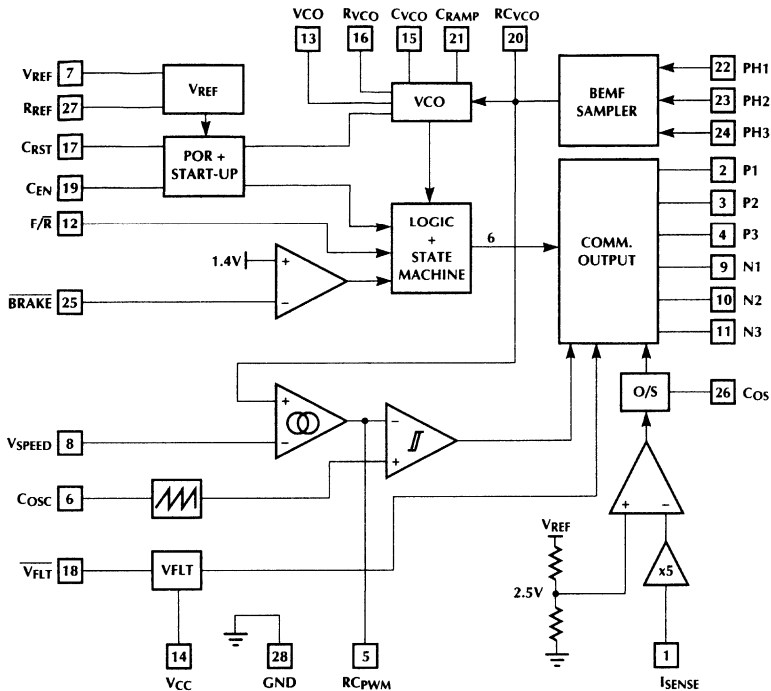 VCO RVCO CVCO CRAMP RCVCO
13 16 15 21 20
VREF 7
RREF 27
VREF
VCO
BEMF
SAMPLER
22 PH1
23 PH2
24 PH3
CRST 17
CEN 19
POR +
START-UP
F/R 12
LOGIC
+
STATE
MACHINE
6
COMM.
OUTPUT
2 P1
3 P2
4 P3
9 N1
10 N2
11 N3
1.4V
+
−
BRAKE 25
O/S
26 COS
+
−
VSPEED 8
−
+
COSC 6
+ −
VREF
2.5V
x5
VFLT 18
VFLT
14
VCC
28
GND
5
RCPWM
1
ISENSE